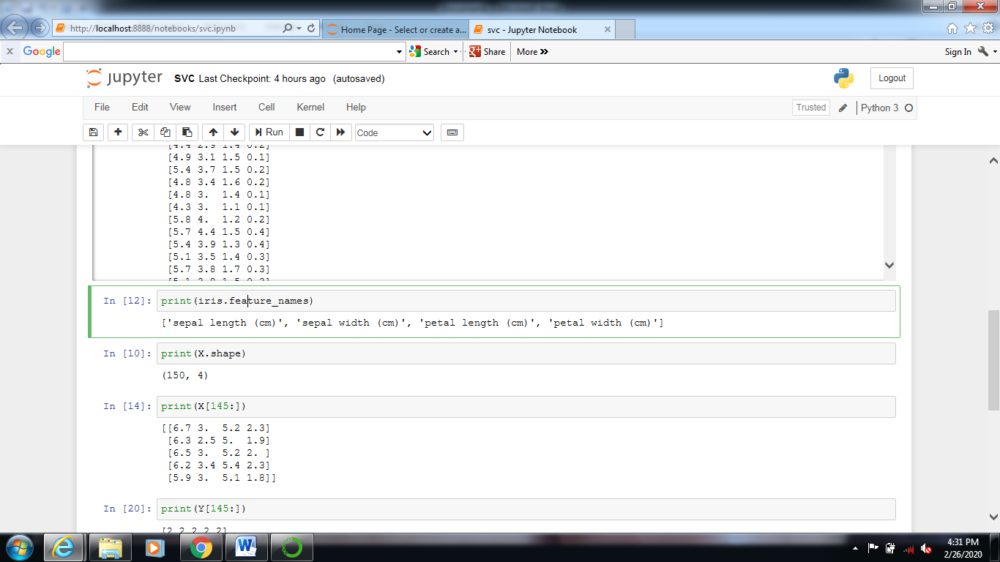 http://localhost:8888/notebooks/svc.ipynb
Home Page - Select or create a...
svc - Jupyter Notebook
x Google Search Share More »
Sign In
jupyter SVC Last Checkpoint: 4 hours ago (autosaved)
Logout
File Edit View Insert Cell Kernel Help
Trusted Python 3
Run Code
[4.4 2.9 1.4 0.2]
[4.9 3.1 1.5 0.1]
[5.4 3.7 1.5 0.2]
[4.8 3.4 1.6 0.2]
[4.8 3.  1.4 0.1]
[4.3 3.  1.1 0.1]
[5.8 4.  1.2 0.2]
[5.7 4.4 1.5 0.4]
[5.4 3.9 1.3 0.4]
[5.1 3.5 1.4 0.3]
[5.7 3.8 1.7 0.3]
In [12]: print(iris.feature_names)
['sepal length (cm)', 'sepal width (cm)', 'petal length (cm)', 'petal width (cm)']
In [10]: print(X.shape)
(150, 4)
In [14]: print(X[145:])
[[6.7 3.  5.2 2.3]
[6.3 2.5 5.  1.9]
[6.5 3.  5.2 2. ]
[6.2 3.4 5.4 2.3]
[5.9 3.  5.1 1.8]]
In [20]: print(Y[145:])
[2 2 2 2 2]
4:31 PM
2/26/2020